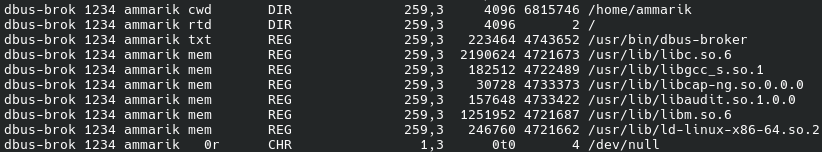 dbus-brok 1234 ammarik cwd DIR 259,3 4096 6815746 /home/ammarik
dbus-brok 1234 ammarik rtd DIR 259,3 4096 2 /
dbus-brok 1234 ammarik txt REG 259,3 223464 4743652 /usr/bin/dbus-broker
dbus-brok 1234 ammarik mem REG 259,3 2190624 4721673 /usr/lib/libc.so.6
dbus-brok 1234 ammarik mem REG 259,3 182512 4722489 /usr/lib/libgcc_s.so.1
dbus-brok 1234 ammarik mem REG 259,3 30728 4733373 /usr/lib/libcap-ng.so.0.0.0
dbus-brok 1234 ammarik mem REG 259,3 157648 4733422 /usr/lib/libaudit.so.1.0.0
dbus-brok 1234 ammarik mem REG 259,3 1251952 4721687 /usr/lib/libm.so.6
dbus-brok 1234 ammarik mem REG 259,3 246760 4721662 /usr/lib/ld-linux-x86-64.so.2
dbus-brok 1234 ammarik 0r CHR 1,3 0t0 4 /dev/null